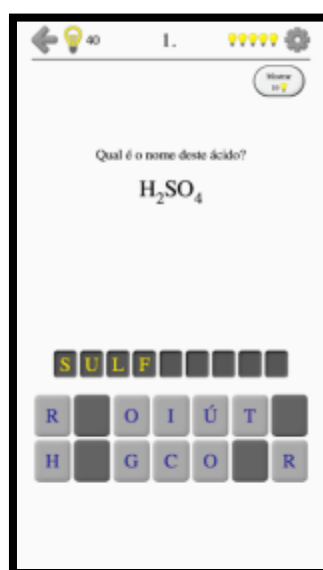 40 1.
Mostrar
10
Qual é o nome deste ácido?
H₂SO₄
S U L F
R O I Ú T
H G C O R